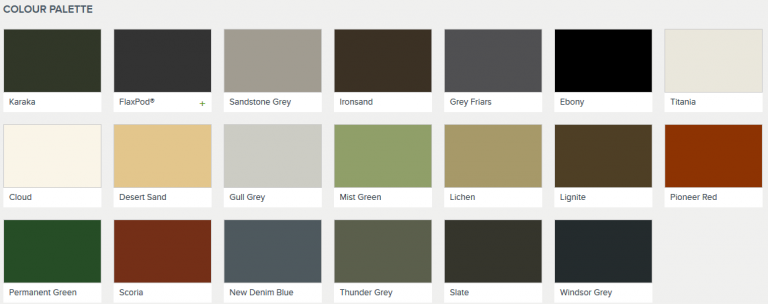 COLOUR PALETTE
Karaka
FlaxPod®
+
Sandstone Grey
Ironsand
Grey Friars
Ebony
Titania
Cloud
Desert Sand
Gull Grey
Mist Green
Lichen
Lignite
Pioneer Red
Permanent Green
Scoria
New Denim Blue
Thunder Grey
Slate
Windsor Grey